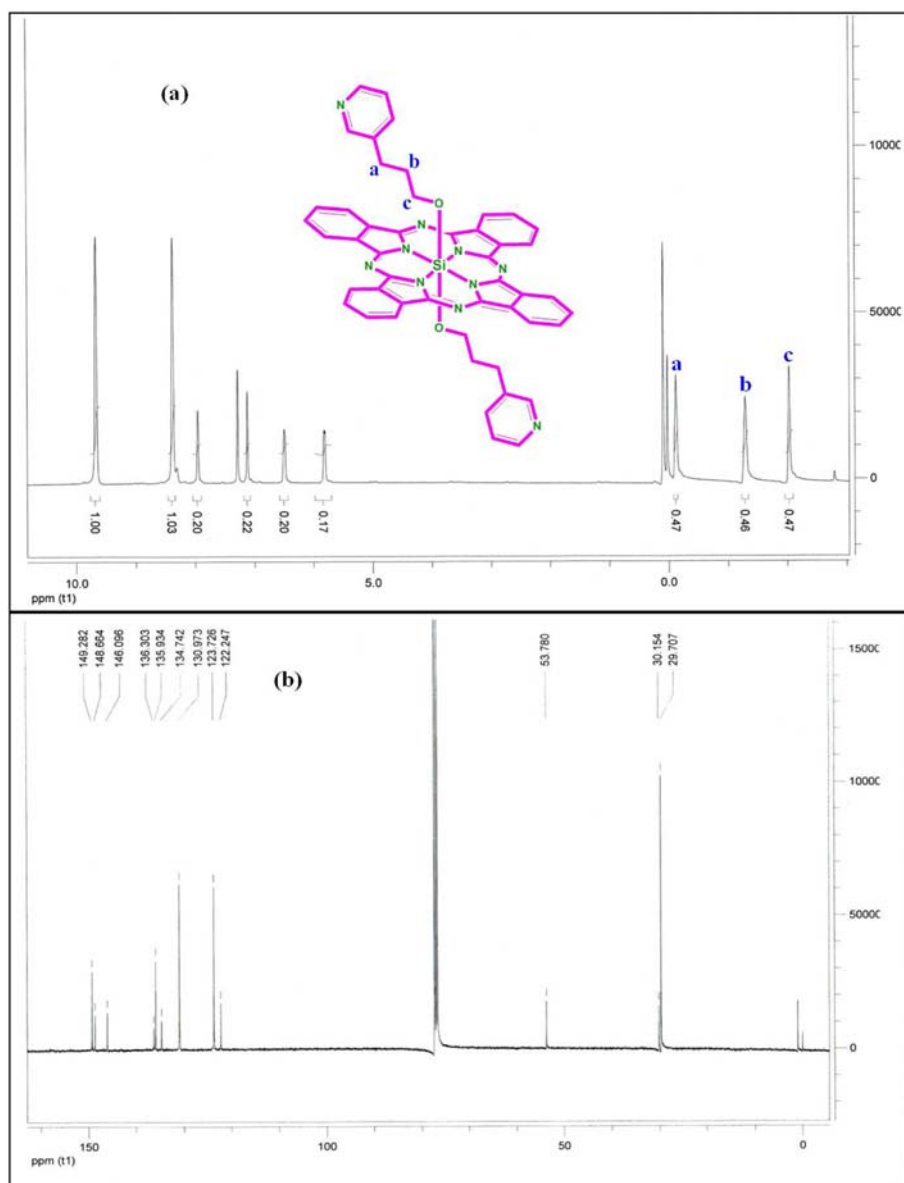 (a)
N
b
a
c
O
N
N
N
N
Si
N
N
N
N
O
N
a
b
c
10000
50000
0
1.00
1.03
0.20
0.22
0.20
0.17
0.47
0.46
0.47
10.0
5.0
0.0
ppm (t1)
149.282
148.664
146.096
136.303
135.934
134.742
130.973
123.726
122.247
53.780
30.154
29.707
(b)
15000
10000
50000
0
150
100
50
0
ppm (t1)